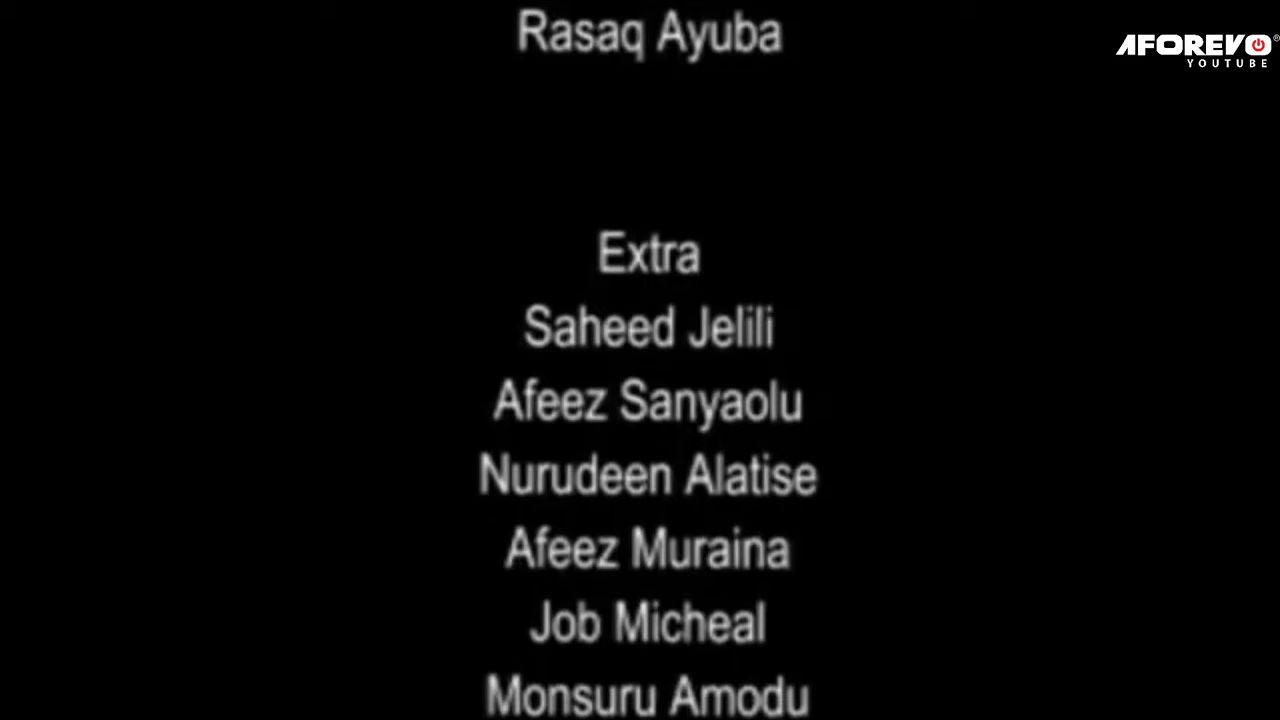 Rasaq Ayuba
AFOREVO®
YOUTUBE
Extra
Saheed Jelili
Afeez Sanyaolu
Nurudeen Alatise
Afeez Muraina
Job Micheal
Monsuru Amodu